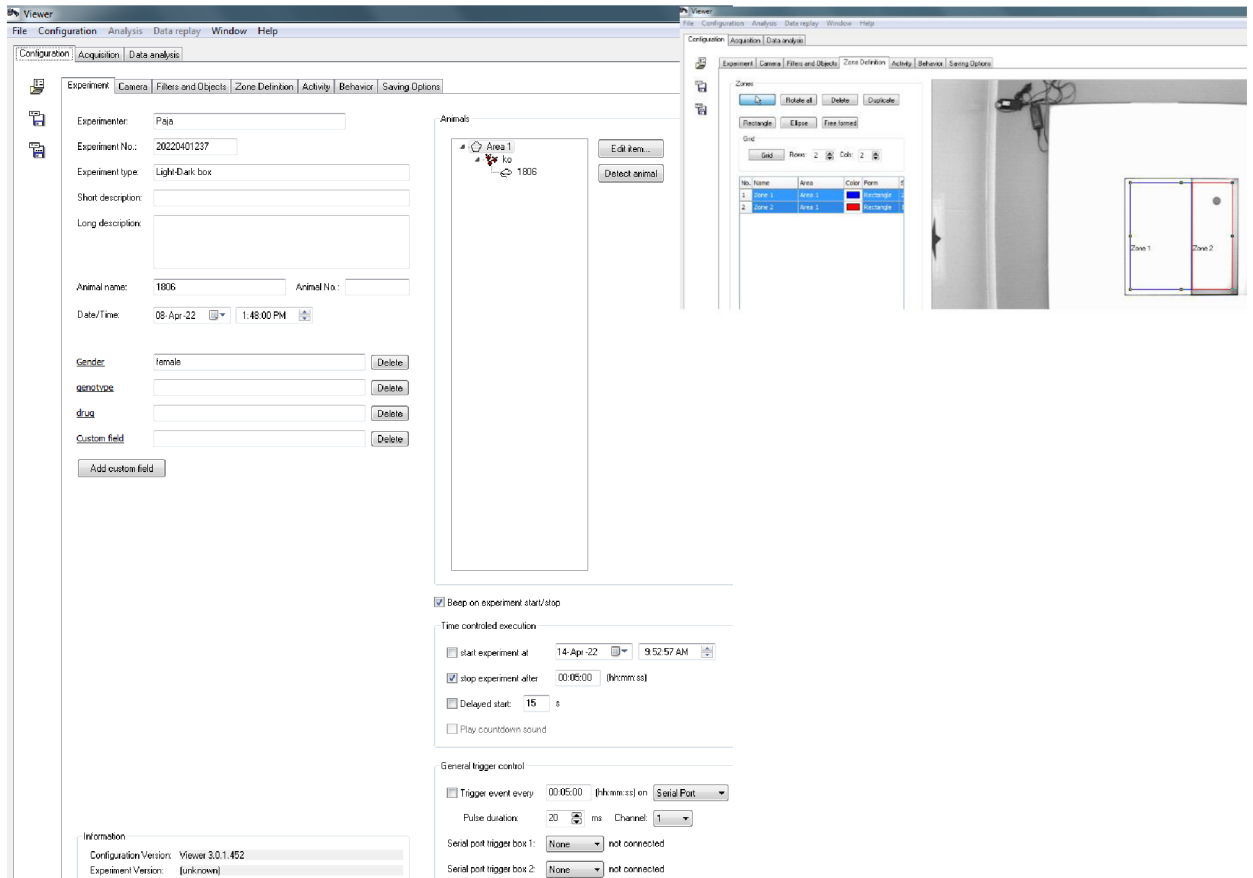 Viewer
File Configuration Analysis Data replay Window Help
Configuration Acquisition Data analysis
Experiment Camera Filters and Objects Zone Definition Activity Behavior Saving Options
Experimenter: Paja
Experiment No.: 20220401237
Experiment type: Light-Dark box
Short description:
Long description:
Animal name: 1806 Animal No.:
Date/Time: 08-Apr-22 1:48:00 PM
Gender female Delete
genotype Delete
drug Delete
Custom field Delete
Add custom field
Information
Configuration Version: Viewer 3.0.1.452
Experiment Version: (unknown)
Animals
Area 1
ko
1806
Edit item...
Detect animal
Beep on experiment start/stop
Time controled execution
start experiment at 14-Apr-22 9:52:57 AM
stop experiment after 00:05:00 (hh:mm:ss)
Delayed start: 15 s
Play countdown sound
General trigger control
Trigger event every 00:05:00 (hh:mm:ss) on Serial Port
Pulse duration: 20 ms Channel: 1
Serial port trigger box 1: None not connected
Serial port trigger box 2: None not connected
Viewer
File Configuration Analysis Data replay Window Help
Configuration Acquisition Data analysis
Experiment Camera Filters and Objects Zone Definition Activity Behavior Saving Options
Zones
Rotate all Delete Duplicate
Rectangle Ellipse Free formed
Grid
Grid Rows: 2 Cols: 2
No. Name Area Color Form S
1 Zone 1 Area 1 Rectangle
2 Zone 2 Area 1 Rectangle
Zone 1 Zone 2